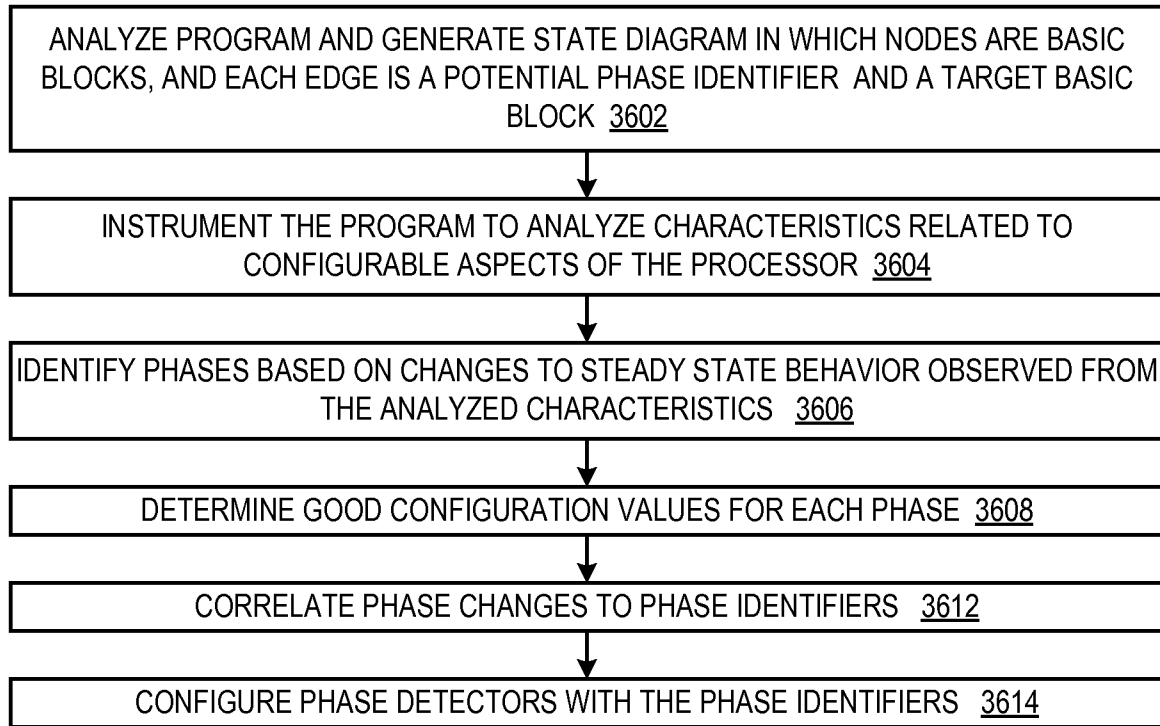 ANALYZE PROGRAM AND GENERATE STATE DIAGRAM IN WHICH NODES ARE BASIC
BLOCKS, AND EACH EDGE IS A POTENTIAL PHASE IDENTIFIER AND A TARGET BASIC
BLOCK 3602
INSTRUMENT THE PROGRAM TO ANALYZE CHARACTERISTICS RELATED TO
CONFIGURABLE ASPECTS OF THE PROCESSOR 3604
IDENTIFY PHASES BASED ON CHANGES TO STEADY STATE BEHAVIOR OBSERVED FROM
THE ANALYZED CHARACTERISTICS 3606
DETERMINE GOOD CONFIGURATION VALUES FOR EACH PHASE 3608
CORRELATE PHASE CHANGES TO PHASE IDENTIFIERS 3612
CONFIGURE PHASE DETECTORS WITH THE PHASE IDENTIFIERS 3614